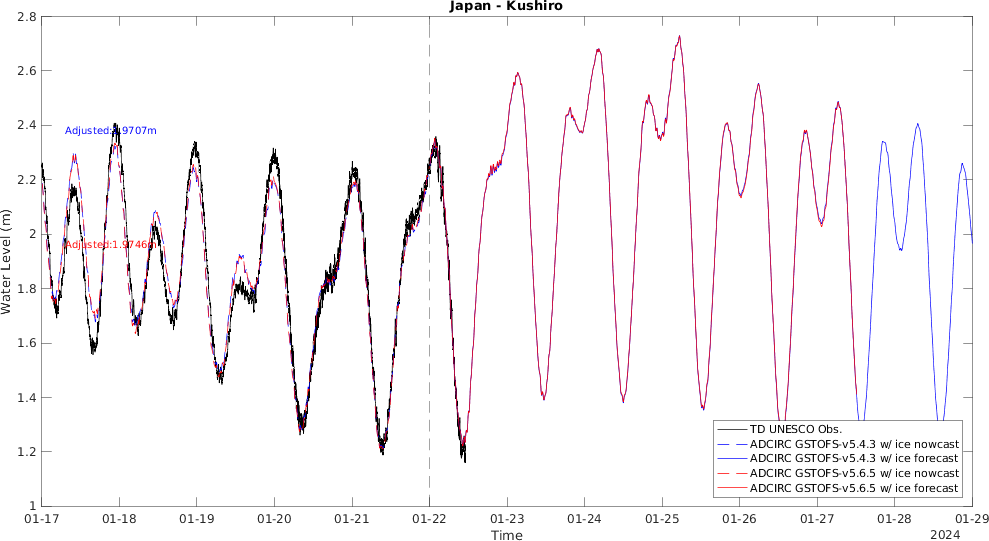 Japan - Kushiro
2.8
2.6
2.4
2.2
2
1.8
1.6
1.4
1.2
1
Water Level (m)
Adjusted:
9707m
Adjusted:1.9746m
TD UNESCO Obs.
ADCIRC GSTOFS-v5.4.3 w/ ice nowcast
ADCIRC GSTOFS-v5.4.3 w/ ice forecast
ADCIRC GSTOFS-v5.6.5 w/ ice nowcast
ADCIRC GSTOFS-v5.6.5 w/ ice forecast
01-17 01-18 01-19 01-20 01-21 01-22 01-23 01-24 01-25 01-26 01-27 01-28 01-29
Time
2024